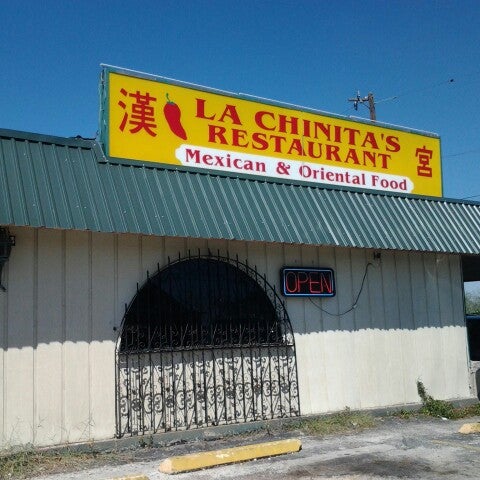 漢 LA CHINITA'S 宮
RESTAURANT
Mexican & Oriental Food
OPEN